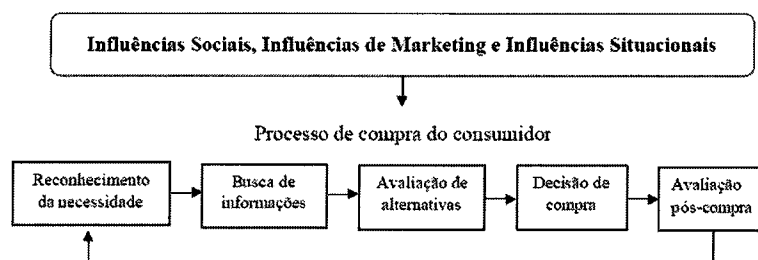 Influências Sociais, Influências de Marketing e Influências Situacionais
Processo de compra do consumidor
Reconhecimento
da necessidade
Busca de
informações
Avaliação de
alternativas
Decisão de
compra
Avaliação
pós-compra